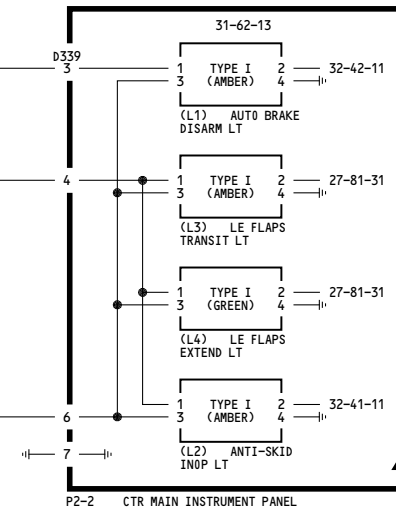 31-62-13
D339
3
1 TYPE I 2 32-42-11
3 (AMBER) 4
(L1) AUTO BRAKE
DISARM LT
4
1 TYPE I 2 27-81-31
3 (AMBER) 4
(L3) LE FLAPS
TRANSIT LT
1 TYPE I 2 27-81-31
3 (GREEN) 4
(L4) LE FLAPS
EXTEND LT
1 TYPE I 2 32-41-11
6
3 (AMBER) 4
(L2) ANTI-SKID
INOP LT
7
P2-2 CTR MAIN INSTRUMENT PANEL